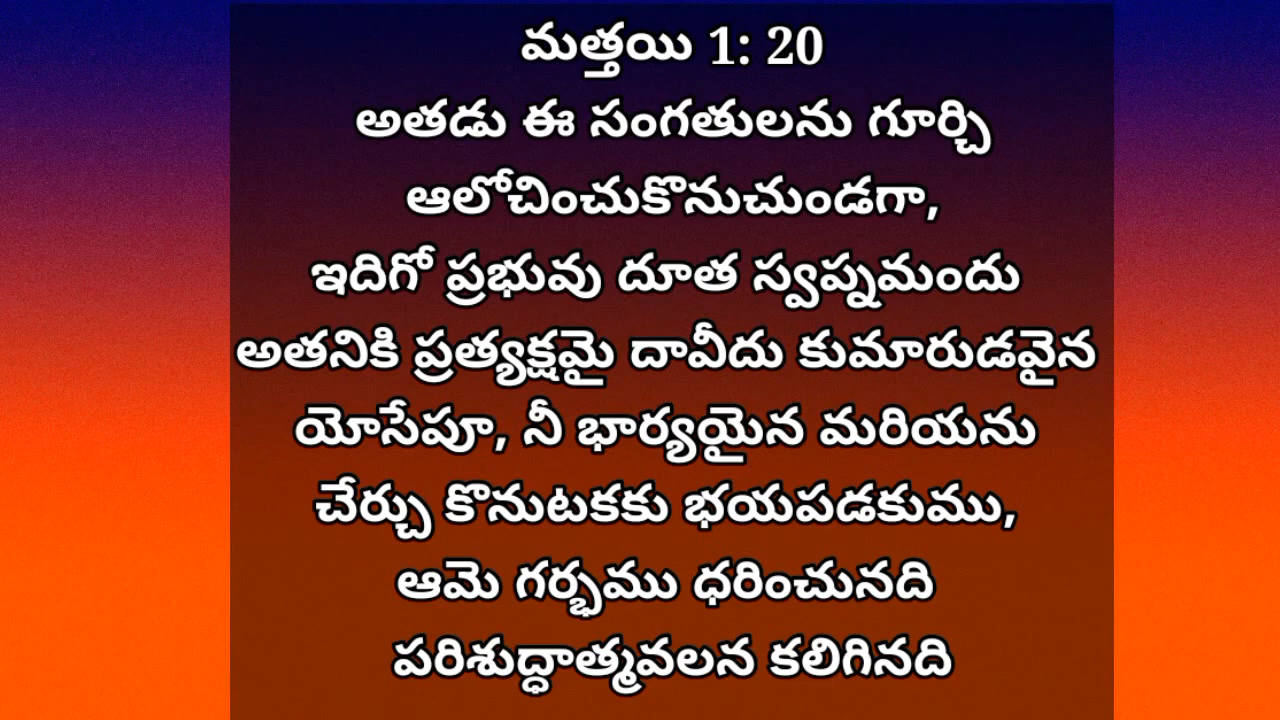 మత్తయి 1: 20
అతడు ఈ సంగతులను గూర్చి
ఆలోచించుకొనుచుండగా,
ఇదిగో ప్రభువు దూత స్వప్నమందు
అతనికి ప్రత్యక్షమై దావీదు కుమారుడవైన
యోసేపూ, నీ భార్యయైన మరియను
చేర్చు కొనుటకకు భయపడకుము,
ఆమె గర్భము ధరించునది
పరిశుద్ధాత్మవలన కలిగినది